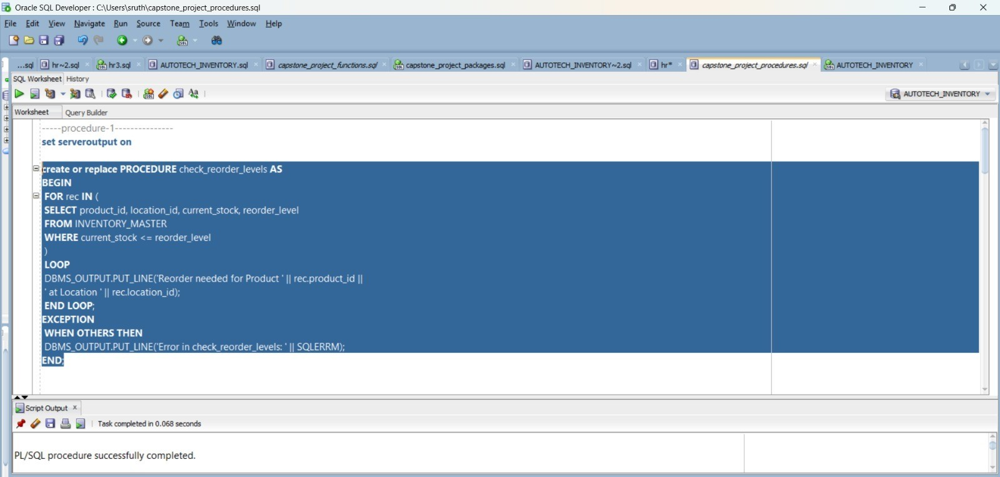 Oracle SQL Developer : C:\Users\sruth\capstone_project_procedures.sql
File Edit View Navigate Run Source Team Tools Window Help
...sql hr~2.sql hr3.sql AUTOTECH_INVENTORY.sql capstone_project_functions.sql capstone_project_packages.sql AUTOTECH_INVENTORY~2.sql hr* capstone_project_procedures.sql AUTOTECH_INVENTORY
SQL Worksheet History
AUTOTECH_INVENTORY
Worksheet Query Builder
-----procedure-1---------------
set serveroutput on
create or replace PROCEDURE check_reorder_levels AS
BEGIN
FOR rec IN (
SELECT product_id, location_id, current_stock, reorder_level
FROM INVENTORY_MASTER
WHERE current_stock <= reorder_level
)
LOOP
DBMS_OUTPUT.PUT_LINE('Reorder needed for Product ' || rec.product_id ||
' at Location ' || rec.location_id);
END LOOP;
EXCEPTION
WHEN OTHERS THEN
DBMS_OUTPUT.PUT_LINE('Error in check_reorder_levels: ' || SQLERRM);
END;
Script Output x
Task completed in 0.068 seconds
PL/SQL procedure successfully completed.